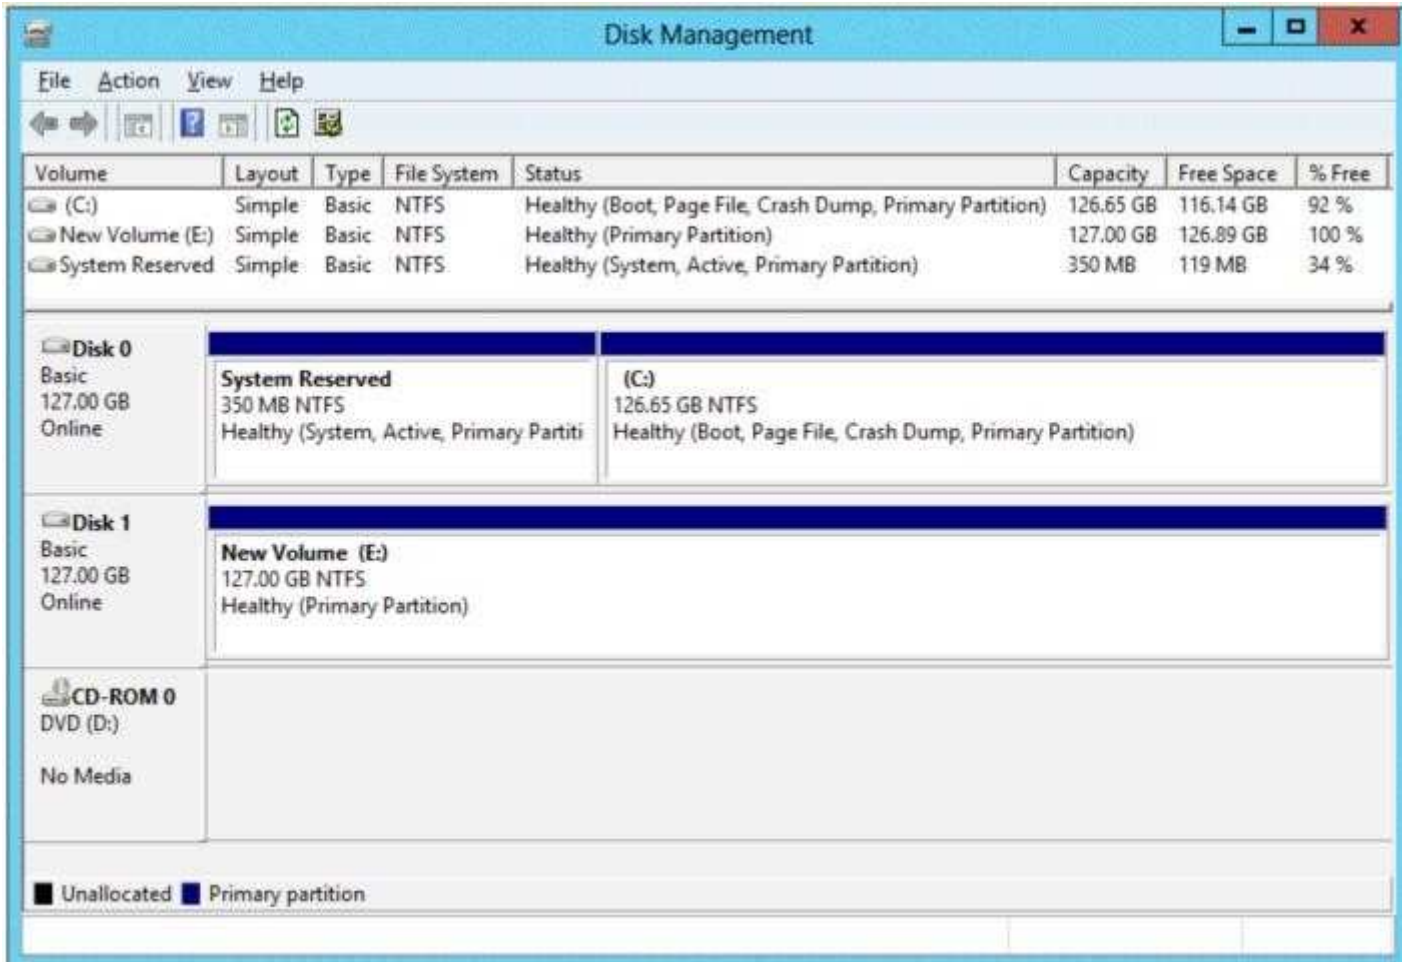 Disk Management
File Action View Help
Volume Layout Type File System Status Capacity Free Space % Free
(C:) Simple Basic NTFS Healthy (Boot, Page File, Crash Dump, Primary Partition) 126.65 GB 116.14 GB 92 %
New Volume (E:) Simple Basic NTFS Healthy (Primary Partition) 127.00 GB 126.89 GB 100 %
System Reserved Simple Basic NTFS Healthy (System, Active, Primary Partition) 350 MB 119 MB 34 %
Disk 0
Basic
127.00 GB
Online
System Reserved
350 MB NTFS
Healthy (System, Active, Primary Partiti
(C:)
126.65 GB NTFS
Healthy (Boot, Page File, Crash Dump, Primary Partition)
Disk 1
Basic
127.00 GB
Online
New Volume (E:)
127.00 GB NTFS
Healthy (Primary Partition)
CD-ROM 0
DVD (D:)
No Media
Unallocated Primary partition